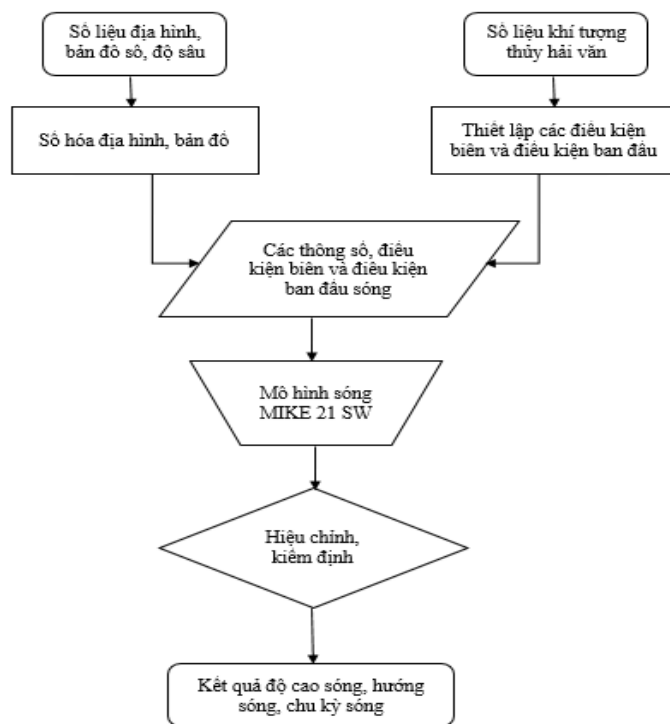 Số liệu địa hình,
bản đồ số, độ sâu
Số liệu khí tượng
thủy hải văn
Số hóa địa hình, bản đồ
Thiết lập các điều kiện
biên và điều kiện ban đầu
Các thông số, điều
kiện biên và điều kiện
ban đầu sóng
Mô hình sóng
MIKE 21 SW
Hiệu chỉnh,
kiểm định
Kết quả độ cao sóng, hướng
sóng, chu kỳ sóng